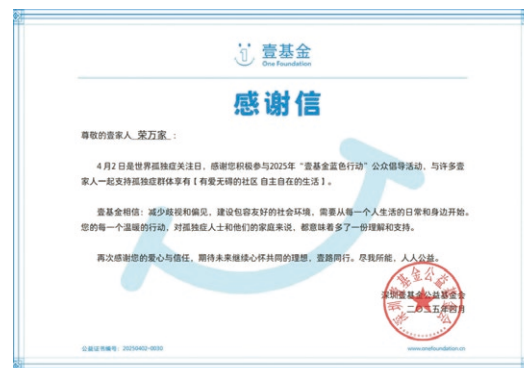 壹基金
One Foundation
感谢信
尊敬的壹家人 荣万家 :
4月2日是世界孤独症关注日，感谢您积极参与2025年“壹基金蓝色行动”公众倡导活动，与许多壹
家人一起支持孤独症群体享有【有爱无碍的社区 自主自在的生活】。
壹基金相信：减少歧视和偏见，建设包容友好的社会环境，需要从每一个人生活的日常和身边开始。
您的每一个温暖的行动，对孤独症人士和他们的家庭来说，都意味着多了一份理解和支持。
再次感谢您的爱心与信任，期待未来继续心怀共同的理想，壹路同行。尽我所能，人人公益。
深圳壹基金公益基金会
二〇二五年四月
公益证书编号：20250402-0030
www.onefoundation.cn